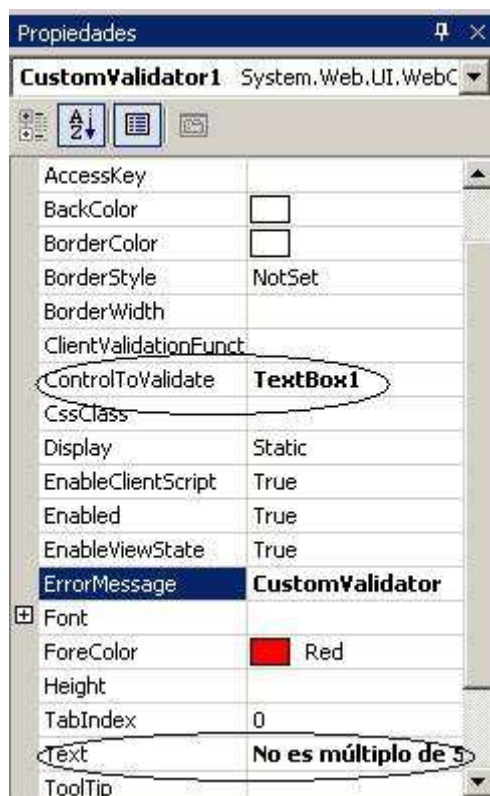 Propiedades
CustomValidator1 System.Web.UI.WebC
AccessKey
BackColor
BorderColor
BorderStyle NotSet
BorderWidth
ClientValidationFunct
ControlToValidate TextBox1
CssClass
Display Static
EnableClientScript True
Enabled True
EnableViewState True
ErrorMessage CustomValidator
Font
ForeColor Red
Height
TabIndex 0
Text No es múltiplo de 5
ToolTip